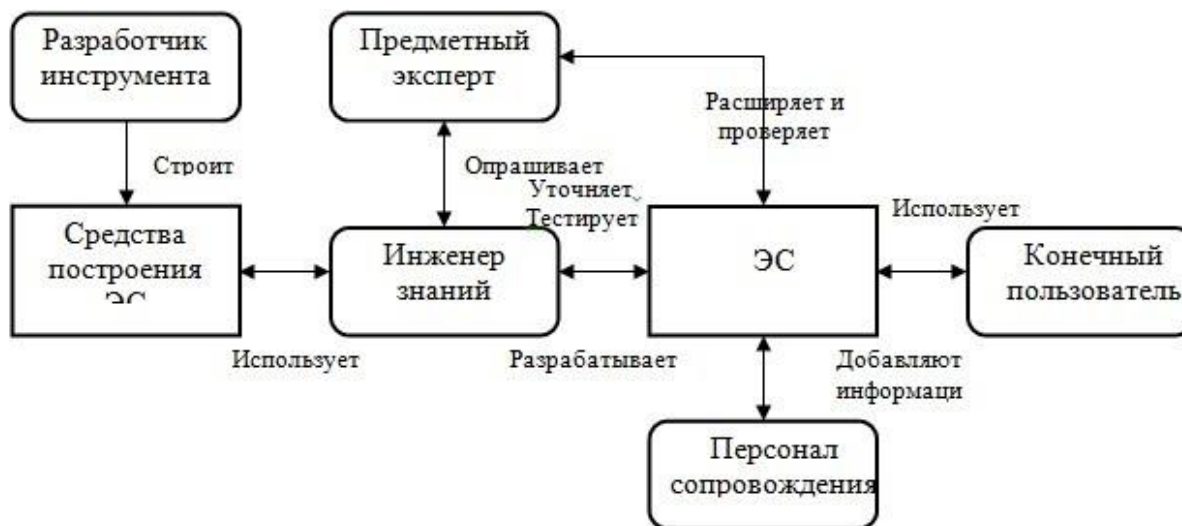 Разработчик
инструмента
Предметный
эксперт
Расширяет и
проверяет
Строит
Опрашивает
Уточняет,
Тестирует
Использует
Средства
построения
ЭС
Инженер
знаний
ЭС
Конечный
пользователь
Использует
Разрабатывает
Добавляют
информаци
Персонал
сопровождения